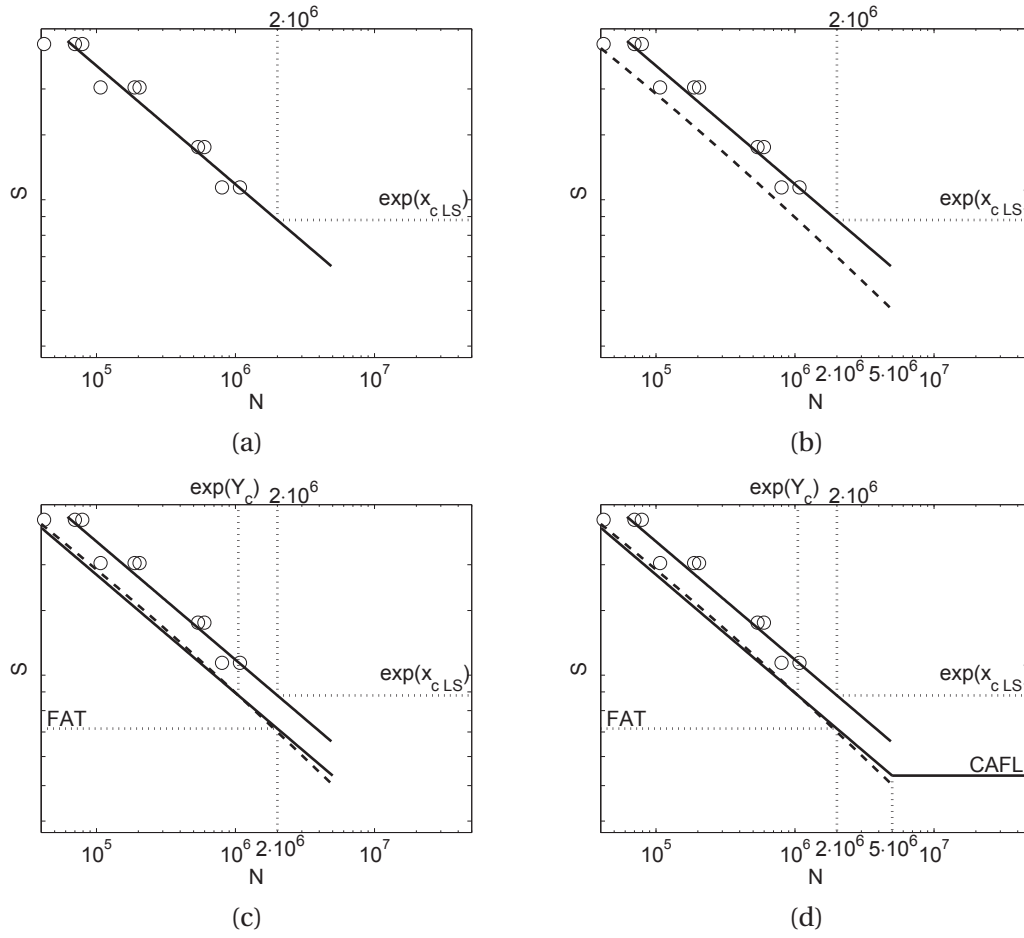 2·10^6
S
exp(x_c LS)
10^5 10^6 10^7
N
(a)
2·10^6
S
exp(x_c LS
10^5 10^6 2·10^6 5·10^6 10^7
N
(b)
exp(Y_c) 2·10^6
S
exp(x_c LS)
FAT
10^5 10^6 2·10^6 10^7
N
(c)
exp(Y_c) 2·10^6
S
exp(x_c LS
FAT
CAFL
10^5 10^6 2·10^6 5·10^6 10^7
N
(d)